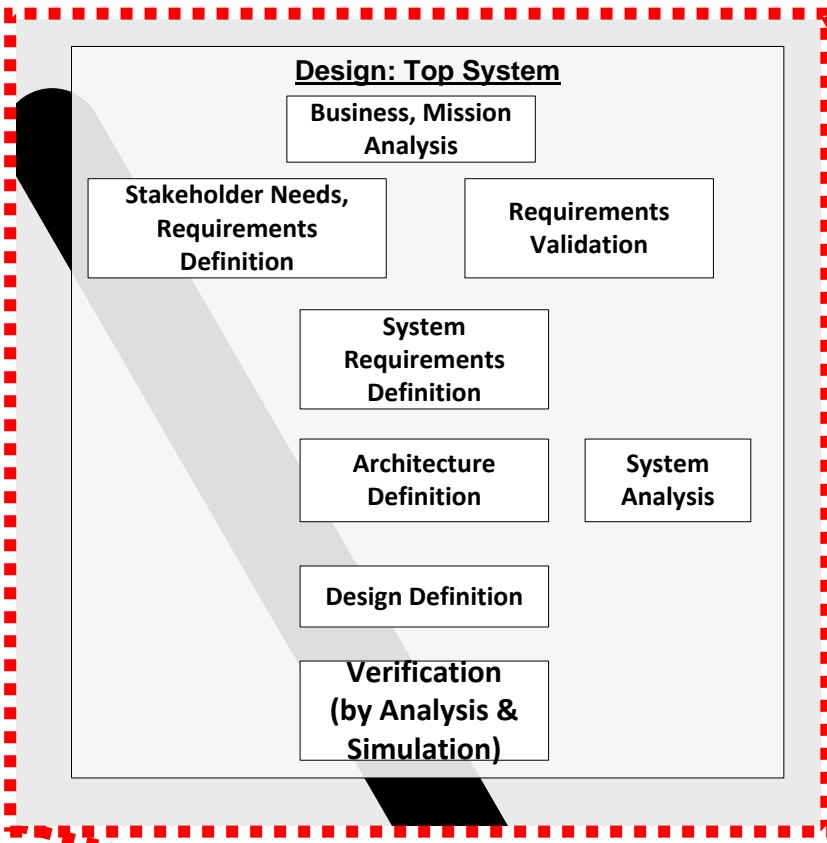 Design: Top System
Business, Mission
Analysis
Stakeholder Needs,
Requirements
Definition
Requirements
Validation
System
Requirements
Definition
Architecture
Definition
System
Analysis
Design Definition
Verification
(by Analysis &
Simulation)